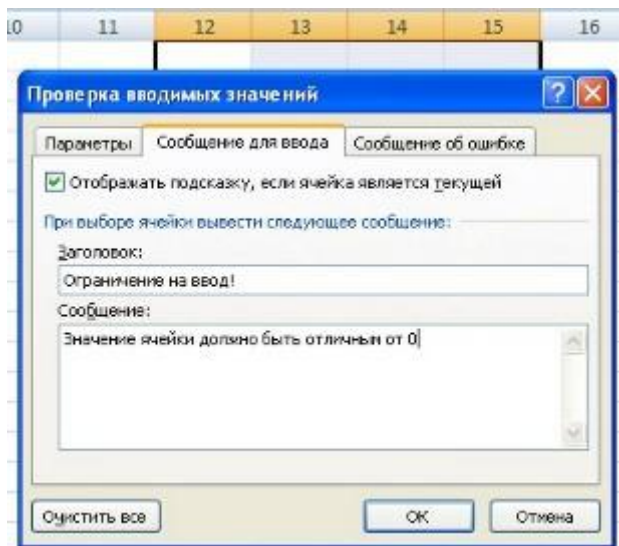 10 11 12 13 14 15 16
Проверка вводимых значений
Параметры Сообщение для ввода Сообщение об ошибке
Отображать подсказку, если ячейка является текущей
При выборе ячейки вывести следующее сообщение:
Заголовок:
Ограничение на ввод!
Сообщение:
Значение ячейки должно быть отличным от 0
Очистить все ОК Отмена